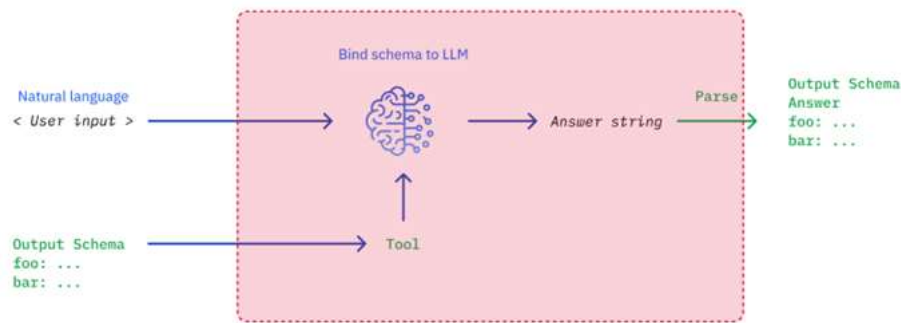 Bind schema to LLM
Natural language
< User input >
Answer string
Parse
Output Schema
Answer
foo: ...
bar: ...
Output Schema
foo: ...
bar: ...
Tool